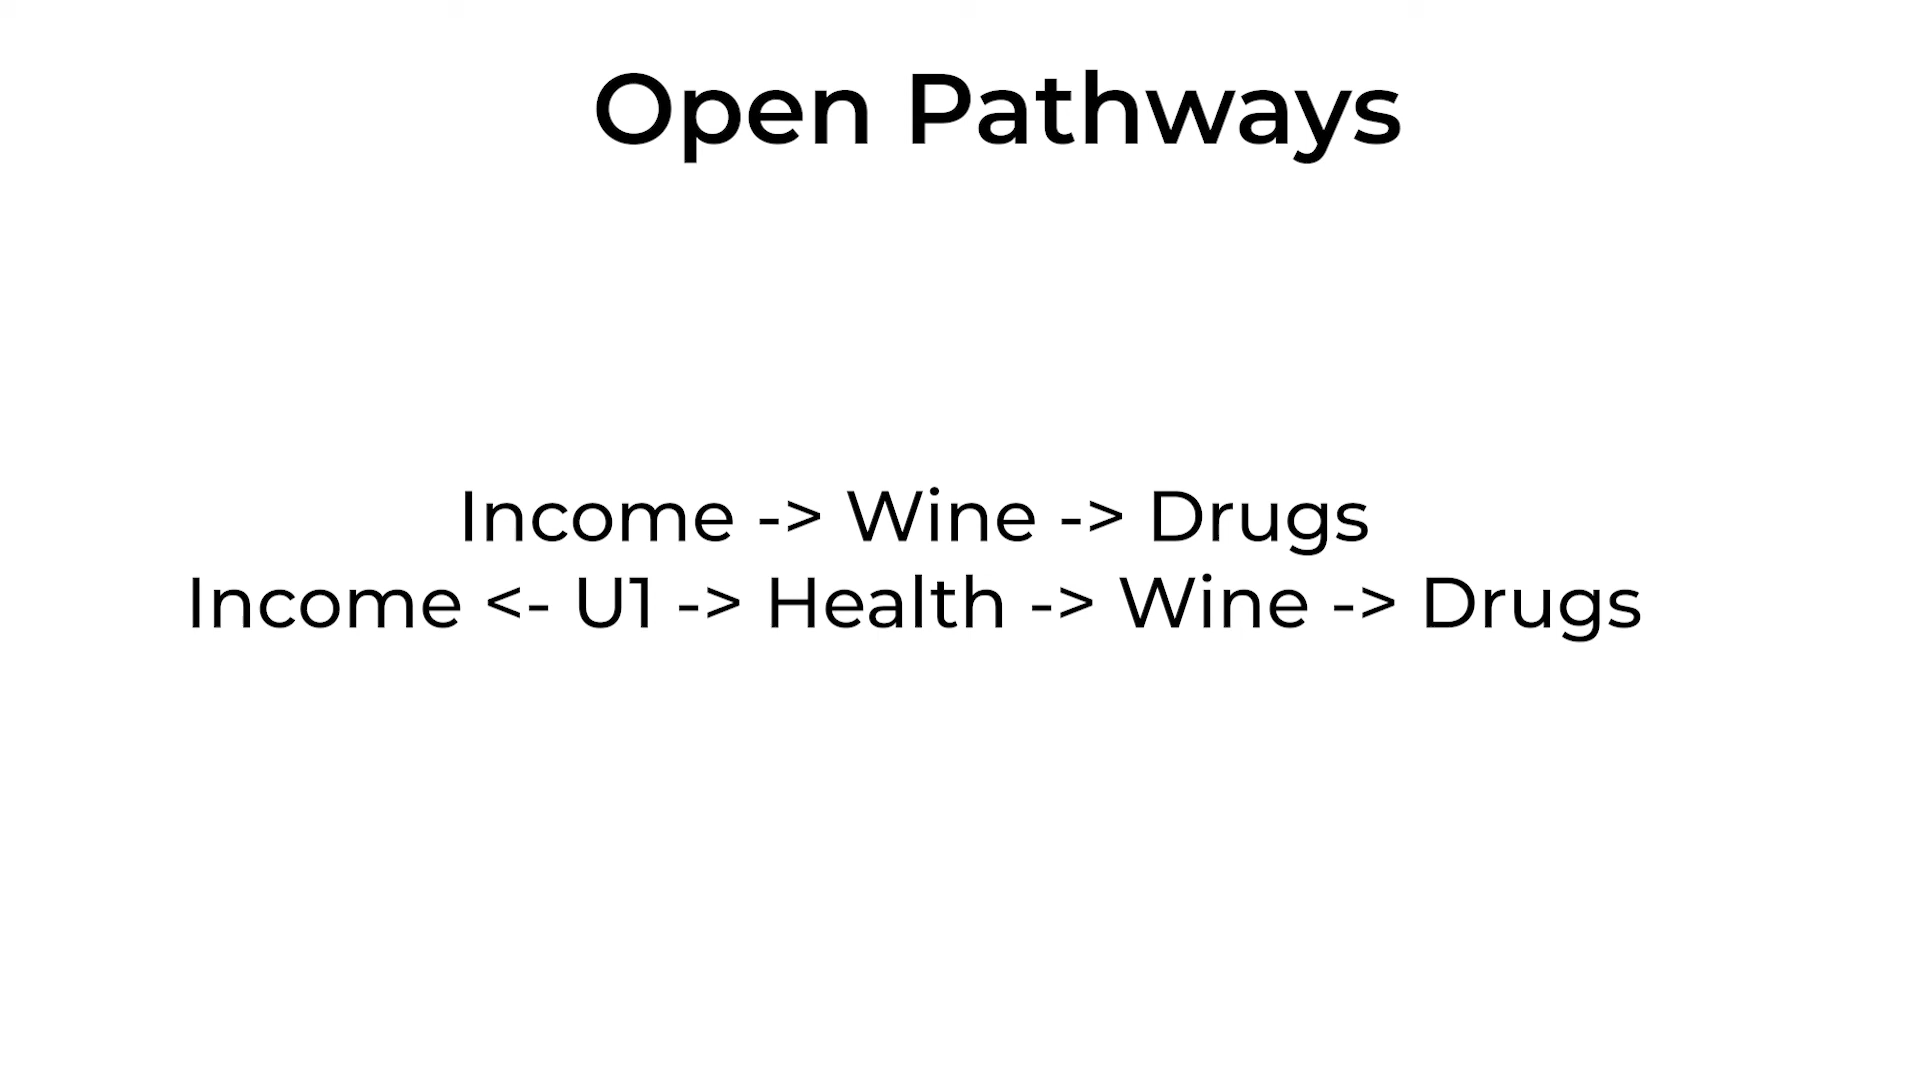 Open Pathways
Income -> Wine -> Drugs
Income <- U1 -> Health -> Wine -> Drugs